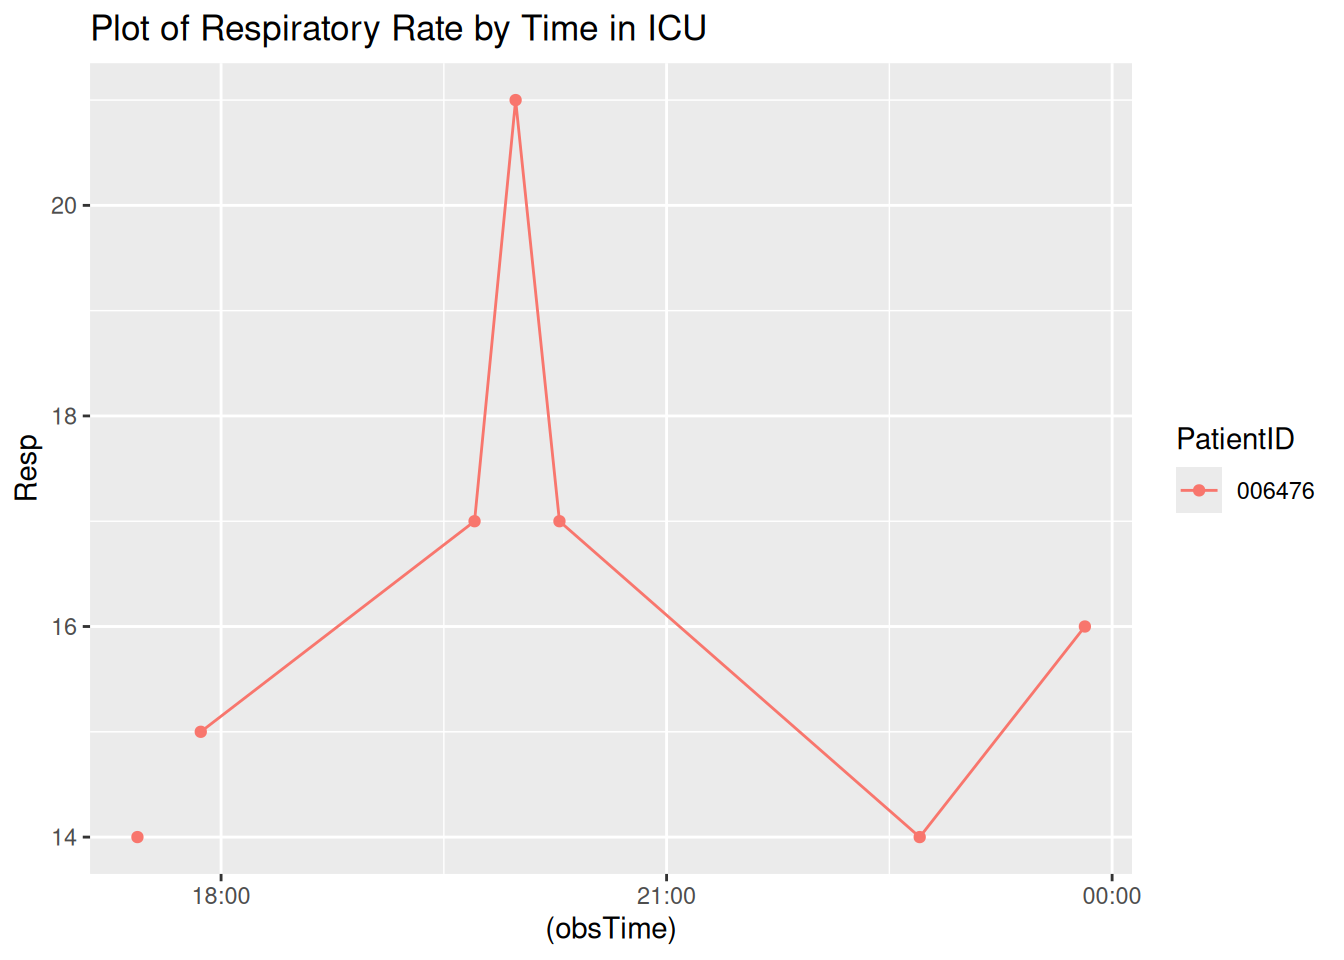 Plot of Respiratory Rate by Time in ICU
Resp
20
18
16
14
18:00
21:00
00:00
(obsTime)
PatientID
006476